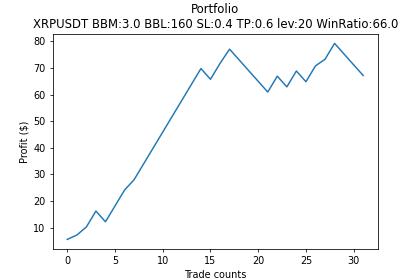 Portfolio
XRPUSDT BBM:3.0 BBL:160 SL:0.4 TP:0.6 lev:20 WinRatio:66.0
80
70
60
50
40
30
20
10
Profit ($)
0 5 10 15 20 25 30
Trade counts